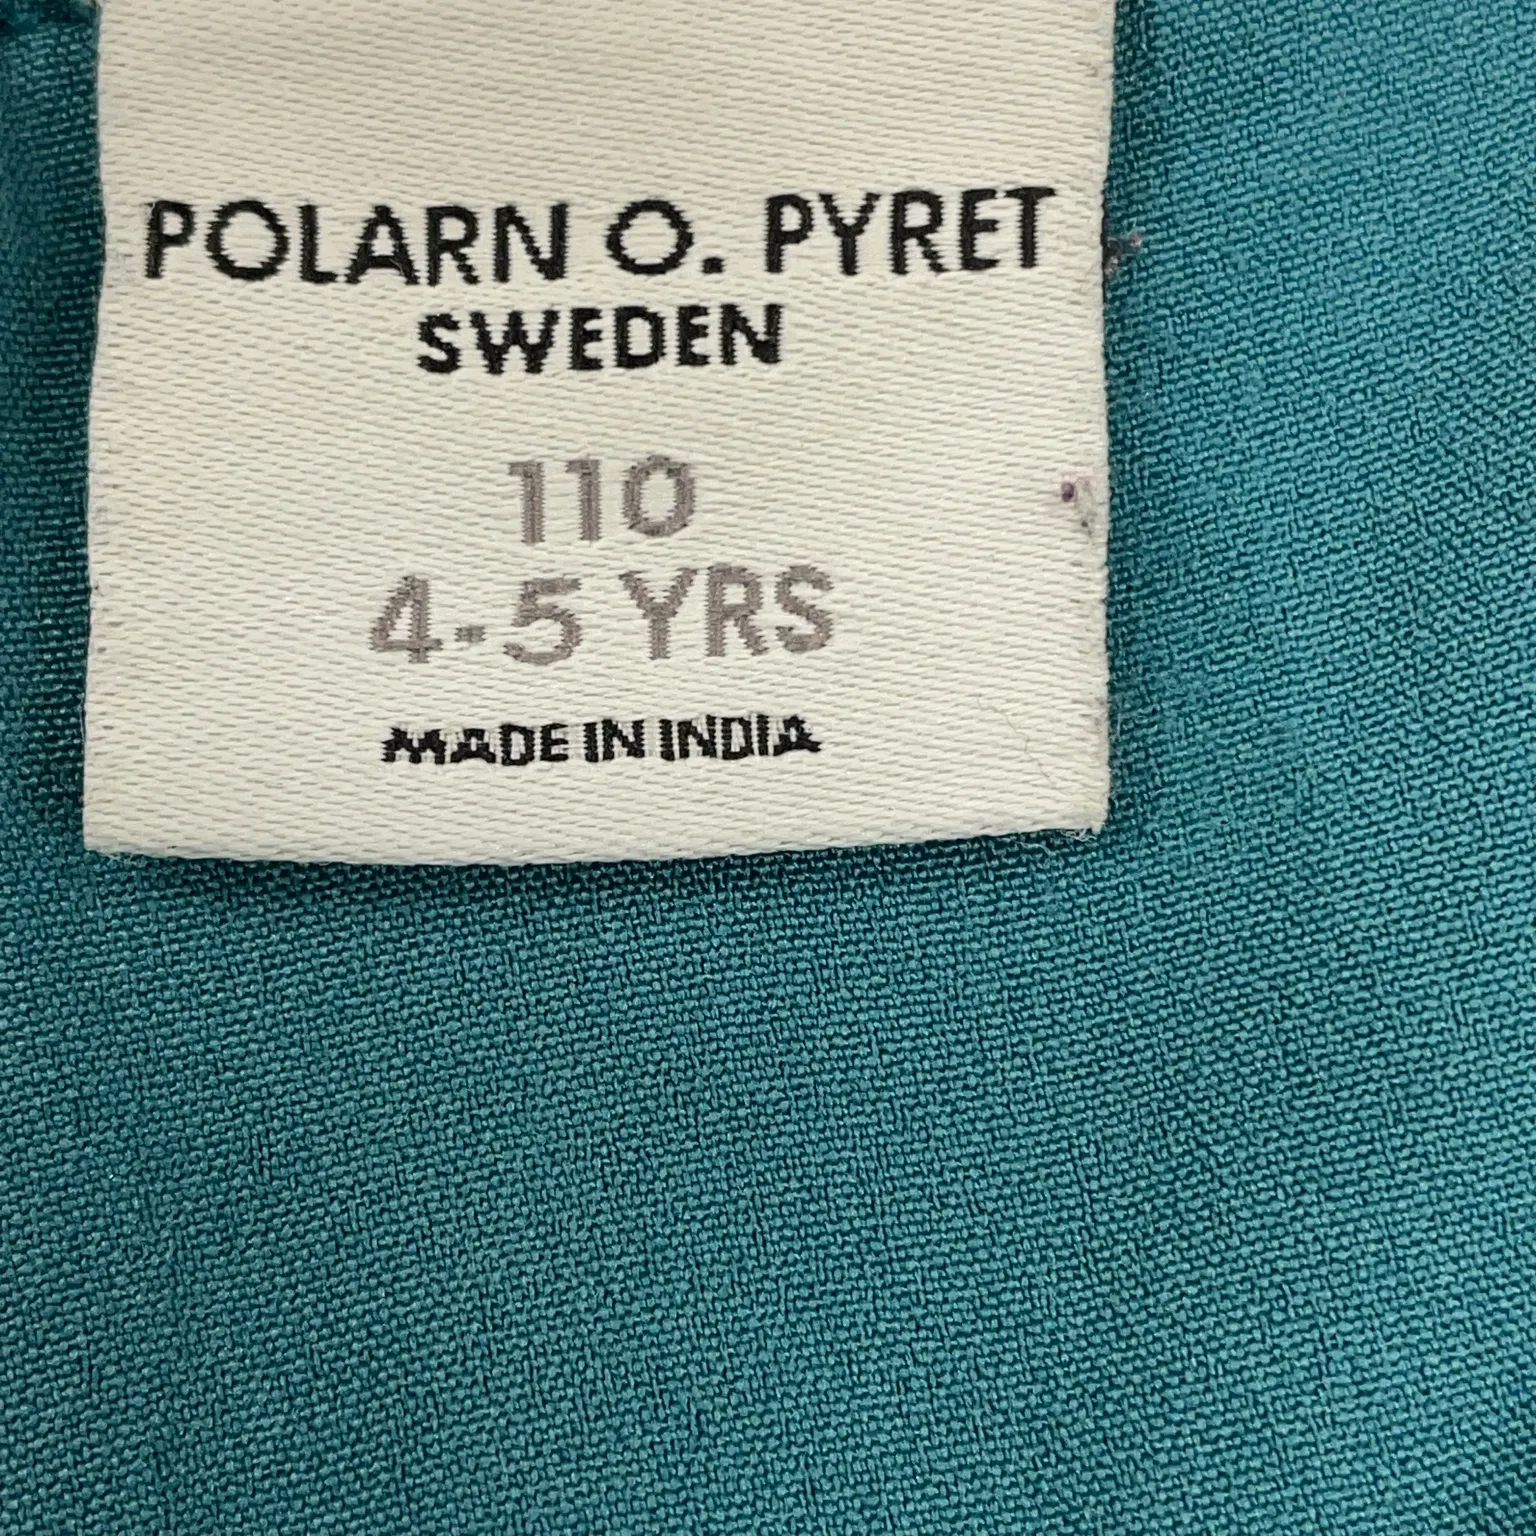 POLARN O. PYRET
SWEDEN
110
4-5 YRS
MADE IN INDIA